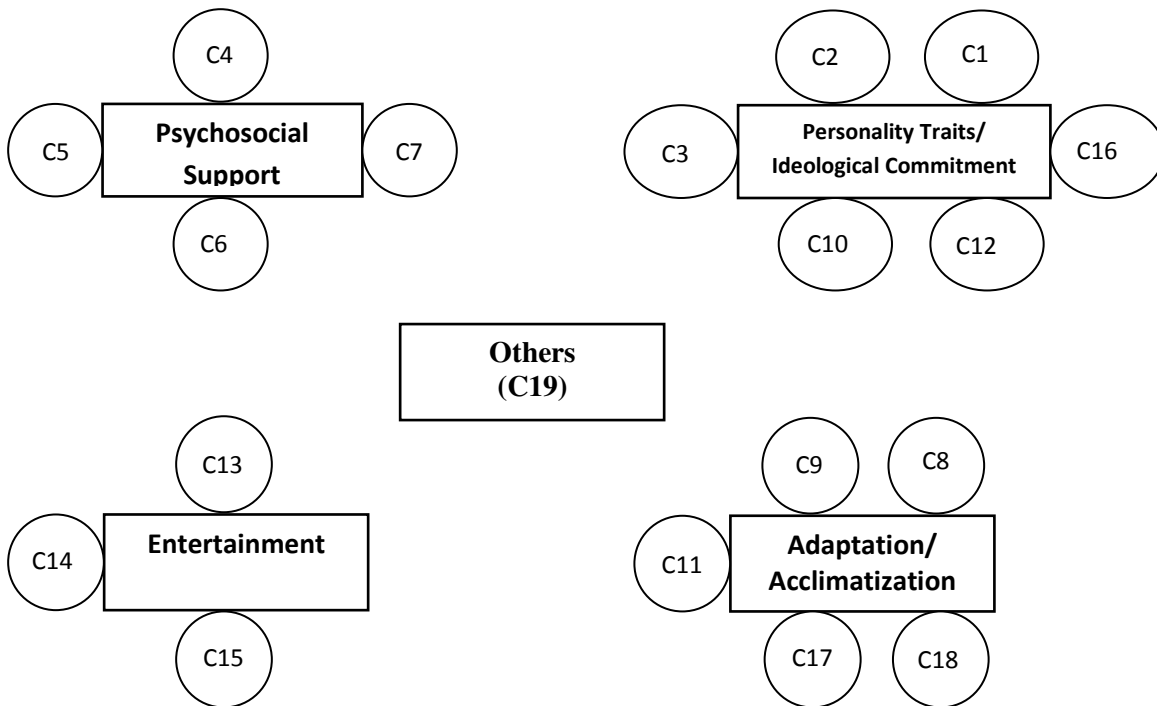 C4
C5
Psychosocial
Support
C7
C6
C2
C1
C3
Personality Traits/
Ideological Commitment
C16
C10
C12
Others
(C19)
C13
C14
Entertainment
C15
C9
C8
C11
Adaptation/
Acclimatization
C17
C18